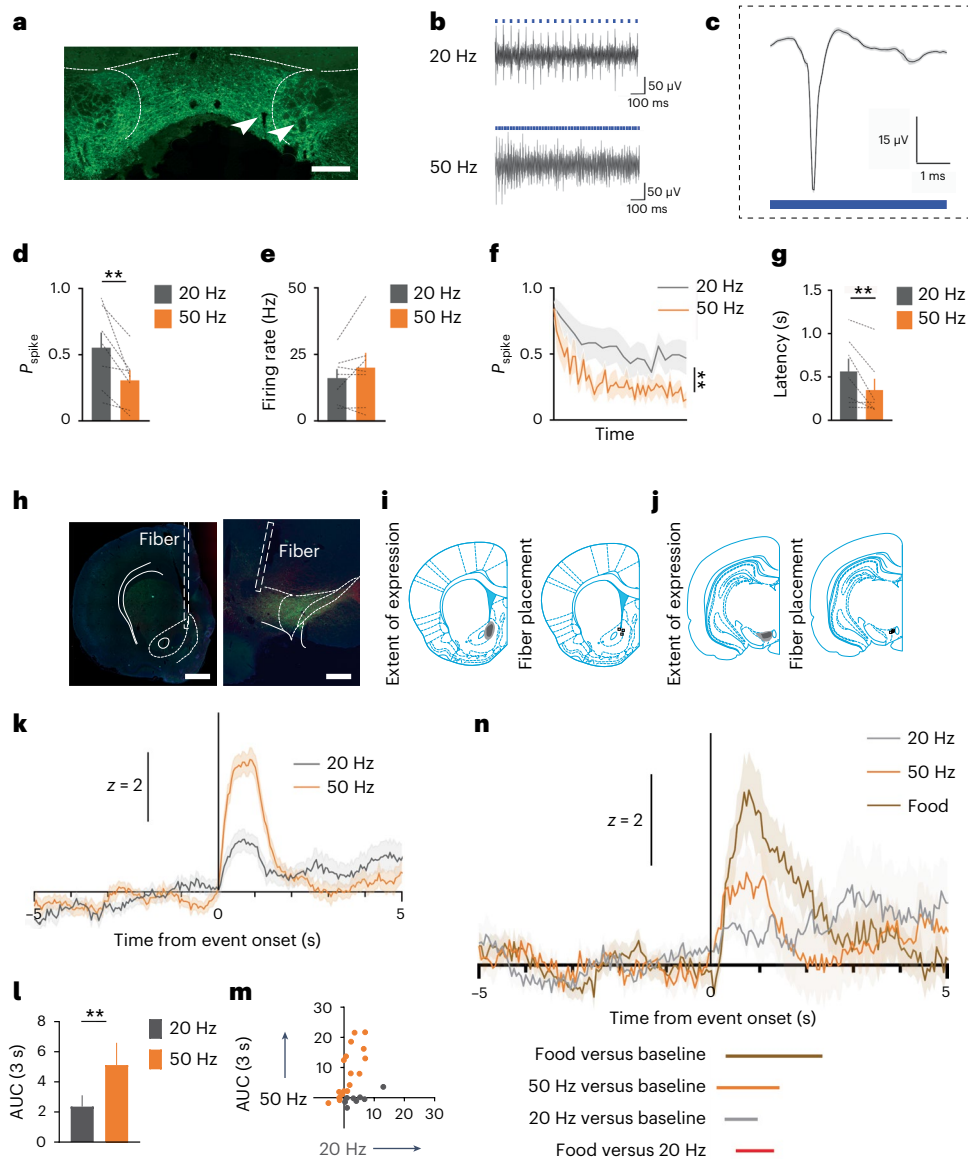 a
b
20 Hz
50 µV
100 ms
50 Hz
50 µV
100 ms
c
15 µV
1 ms
d
**
20 Hz
50 Hz
1.0
0.5
0
Pspike
e
20 Hz
50 Hz
50
25
0
Firing rate (Hz)
f
20 Hz
50 Hz
1.0
0.5
0
Pspike
**
Time
g
**
20 Hz
50 Hz
1.5
1.0
0.5
0
Latency (s)
h
Fiber
Fiber
i
Extent of expression
Fiber placement
j
Extent of expression
Fiber placement
k
z = 2
20 Hz
50 Hz
−5
0
5
Time from event onset (s)
l
**
20 Hz
50 Hz
8
6
4
2
0
AUC (3 s)
m
30
20
10
0
10
20
30
AUC (3 s)
50 Hz
20 Hz
n
20 Hz
50 Hz
Food
z = 2
−5
0
5
Time from event onset (s)
Food versus baseline
50 Hz versus baseline
20 Hz versus baseline
Food versus 20 Hz